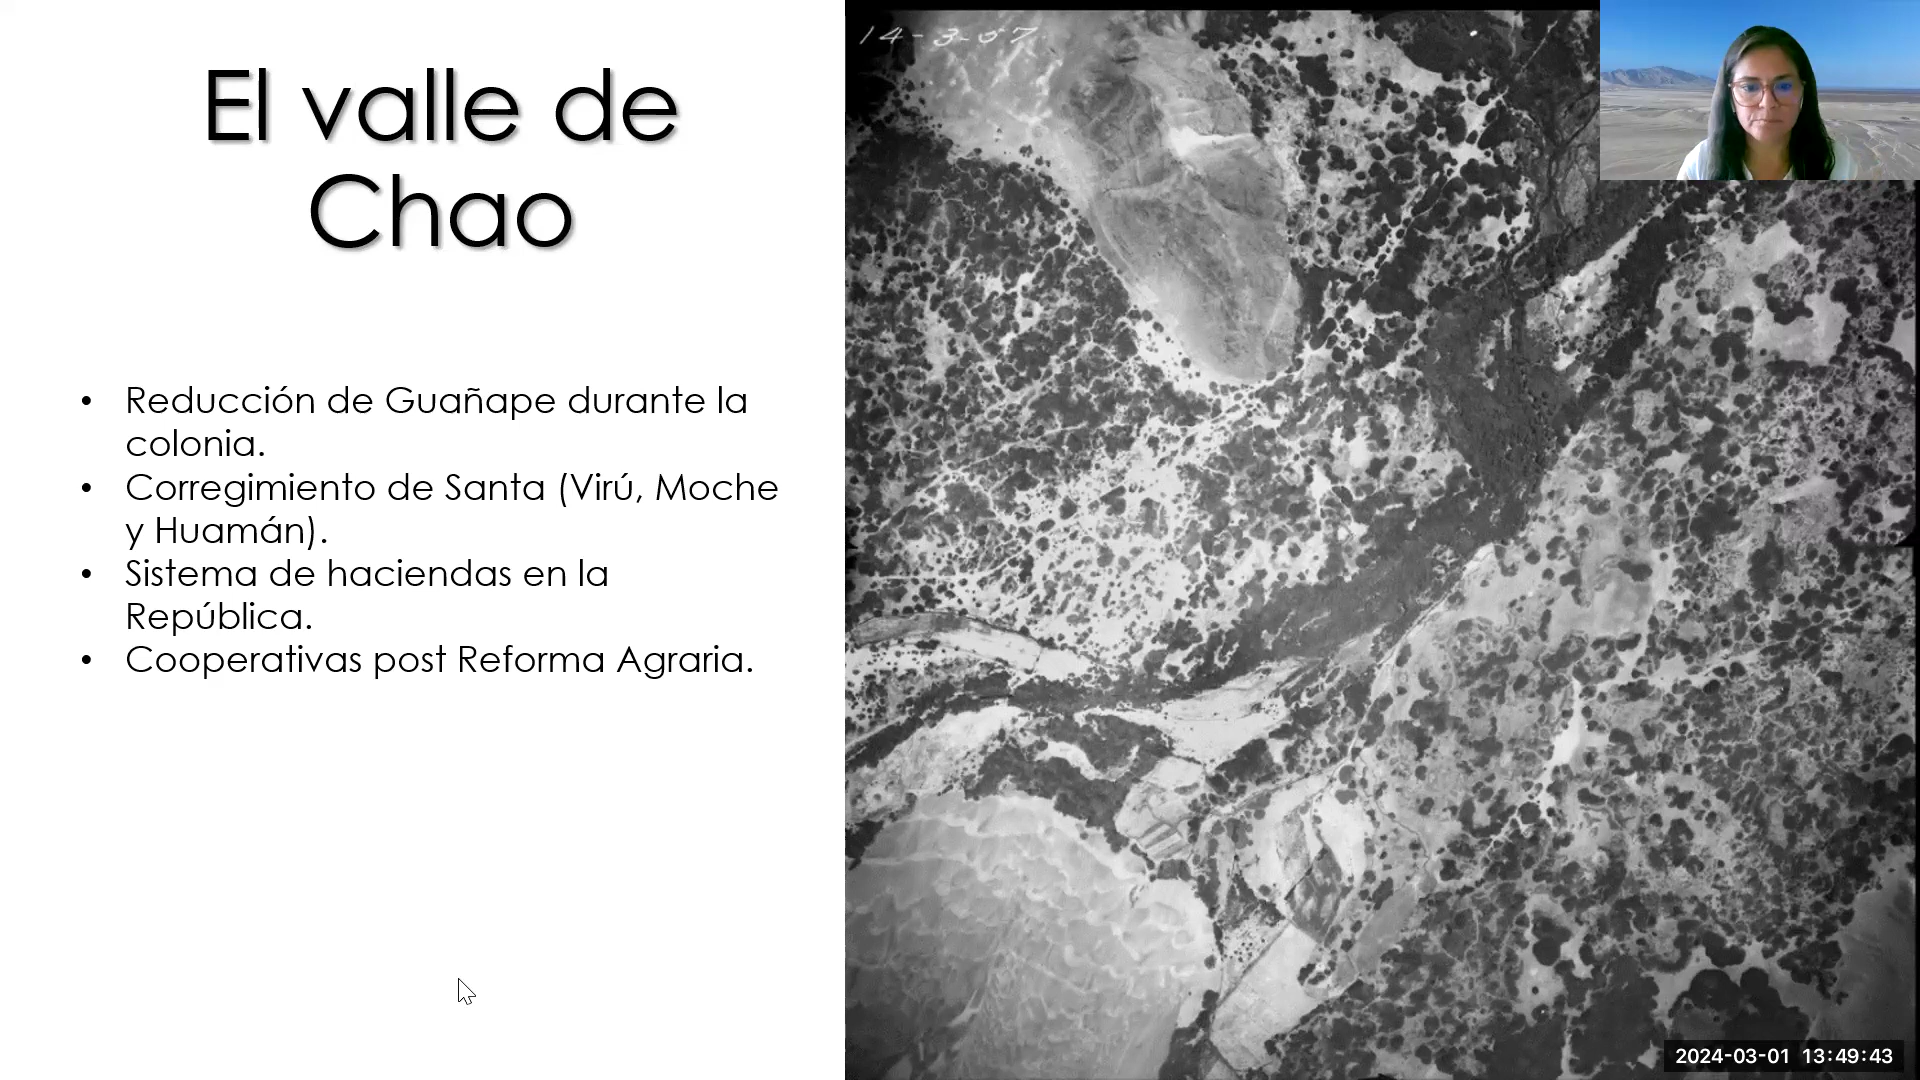 El valle de
Chao
• Reducción de Guañape durante la
colonia.
• Corregimiento de Santa (Virú, Moche
y Huamán).
• Sistema de haciendas en la
República.
• Cooperativas post Reforma Agraria.
14-3-57
2024-03-01 13:49:43